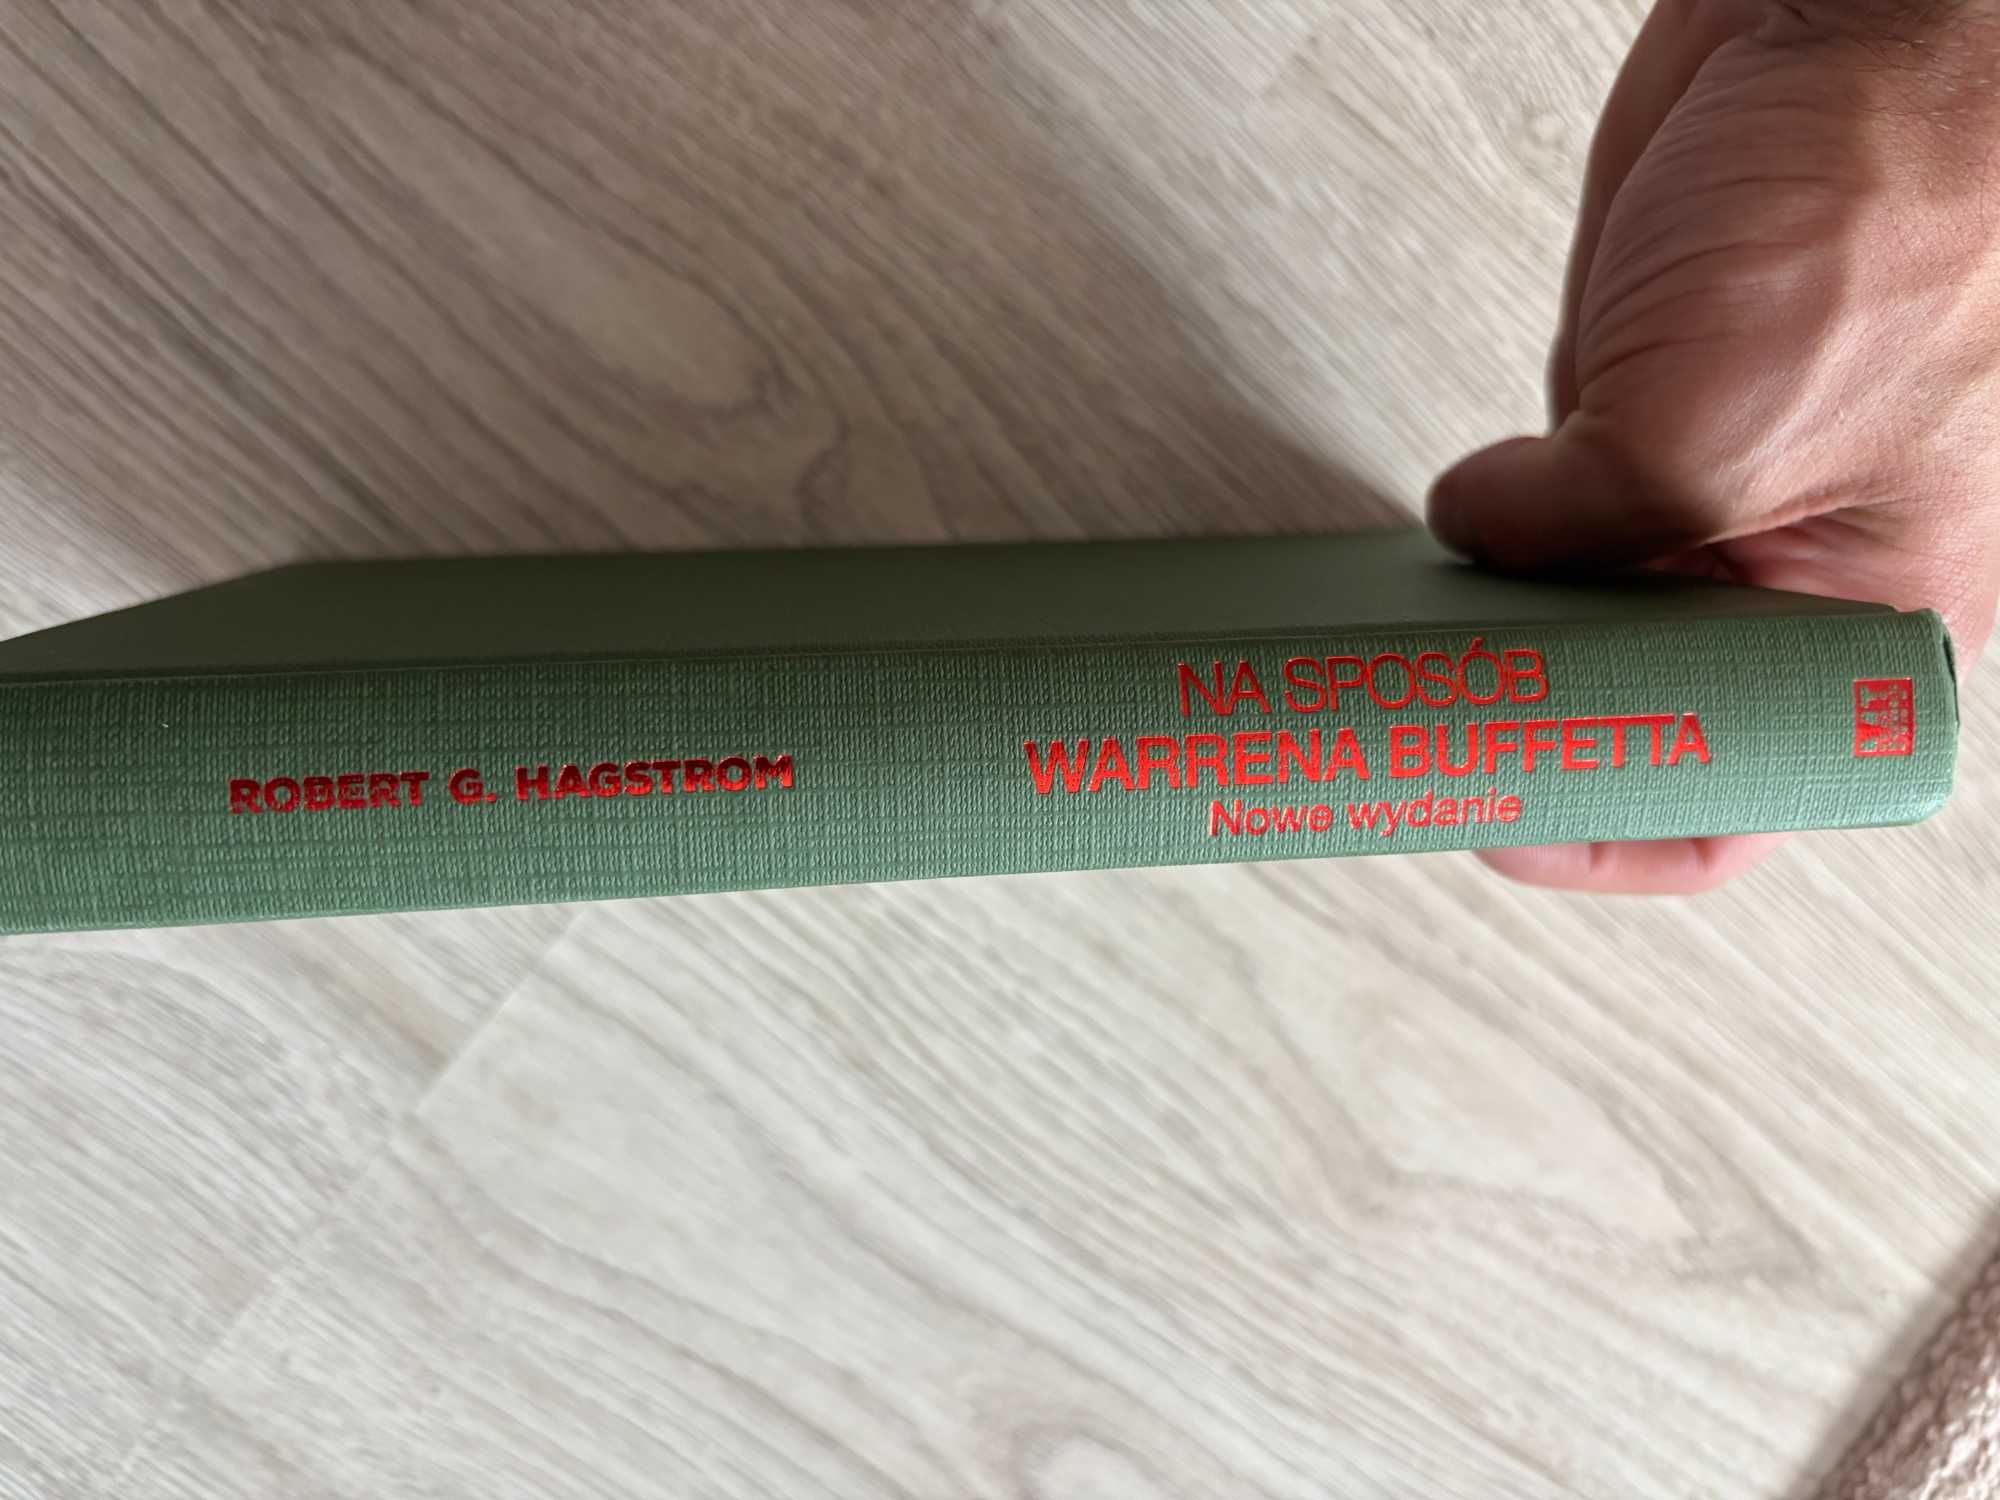 ROBERT G. HAGSTROM
NA SPOSÓB
WARRENA BUFFETTA
Nowe wydanie